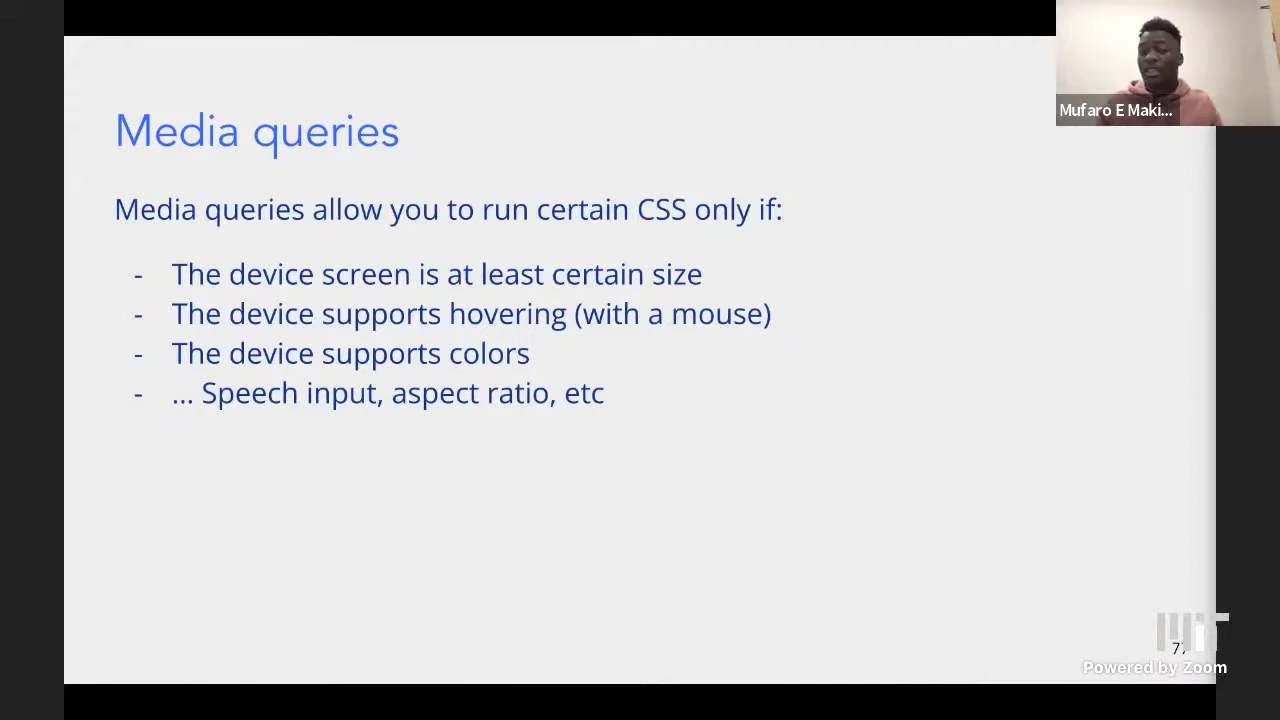 Mufaro E Maki...
Media queries
Media queries allow you to run certain CSS only if:
- The device screen is at least certain size
- The device supports hovering (with a mouse)
- The device supports colors
- ... Speech input, aspect ratio, etc
MIT
Powered by Zoom